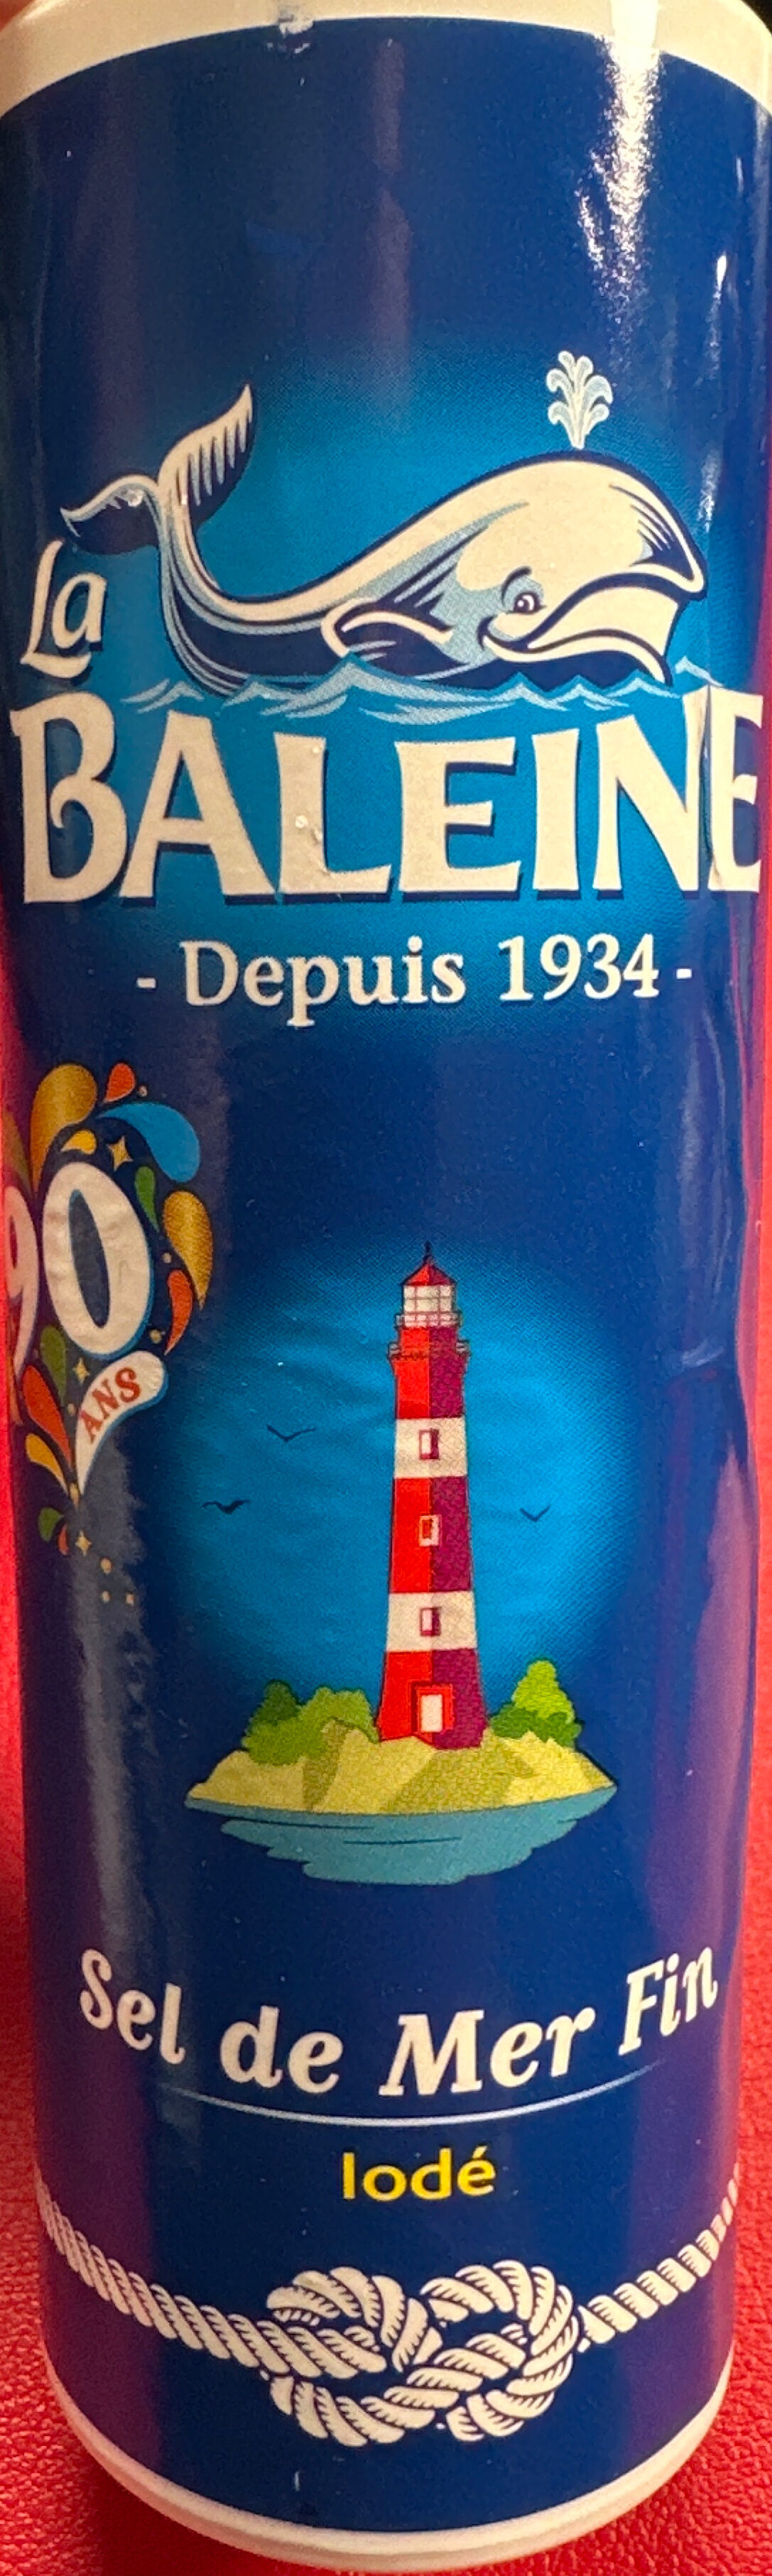 La
BALEINE
- Depuis 1934 -
90
ANS
Sel de Mer Fin
Iodé